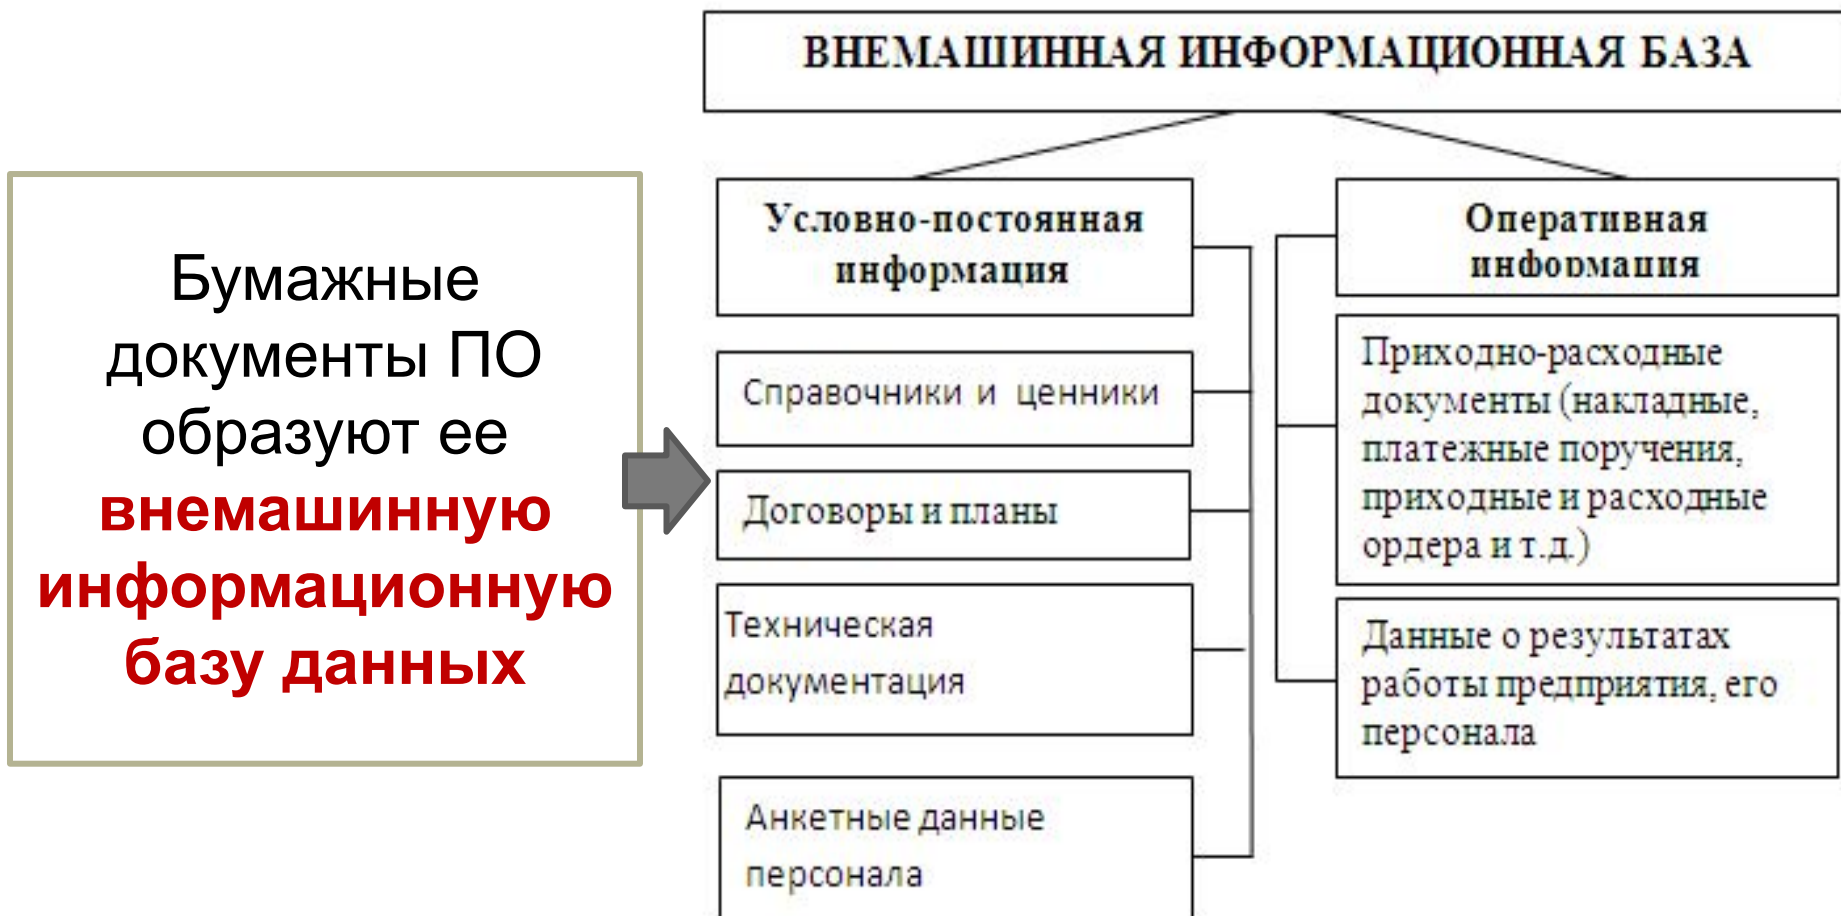 ВНЕМАШИННАЯ ИНФОРМАЦИОННАЯ БАЗА
Бумажные
документы ПО
образуют ее
внемашинную
информационную
базу данных
Условно-постоянная
информация
Справочники и ценники
Договоры и планы
Техническая
документация
Анкетные данные
персонала
Оперативная
информация
Приходно-расходные
документы (накладные,
платежные поручения,
приходные и расходные
ордера и т.д.)
Данные о результатах
работы предприятия, его
персонала